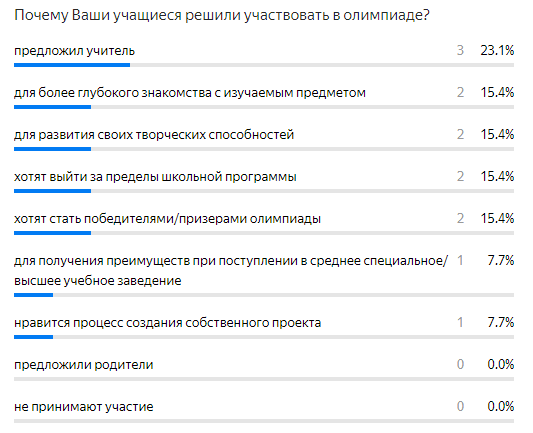 Почему Ваши учащиеся решили участвовать в олимпиаде?
предложил учитель 3 23.1%
для более глубокого знакомства с изучаемым предметом 2 15.4%
для развития своих творческих способностей 2 15.4%
хотят выйти за пределы школьной программы 2 15.4%
хотят стать победителями/призерами олимпиады 2 15.4%
для получения преимуществ при поступлении в среднее специальное/ 1 7.7%
высшее учебное заведение
нравится процесс создания собственного проекта 1 7.7%
предложили родители 0 0.0%
не принимают участие 0 0.0%